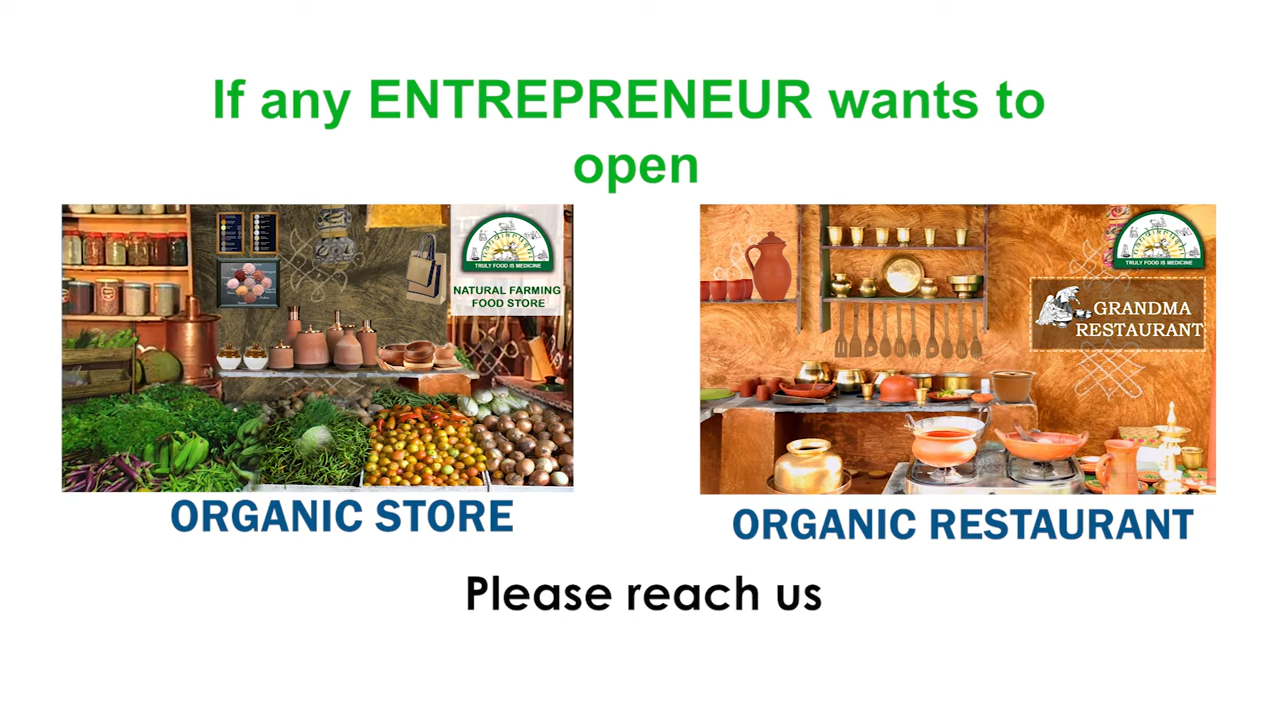 If any ENTREPRENEUR wants to
open
TRULY FOOD IS MEDICINE
NATURAL FARMING
FOOD STORE
ORGANIC STORE
TRULY FOOD IS MEDICINE
GRANDMA
RESTAURANT
ORGANIC RESTAURANT
Please reach us